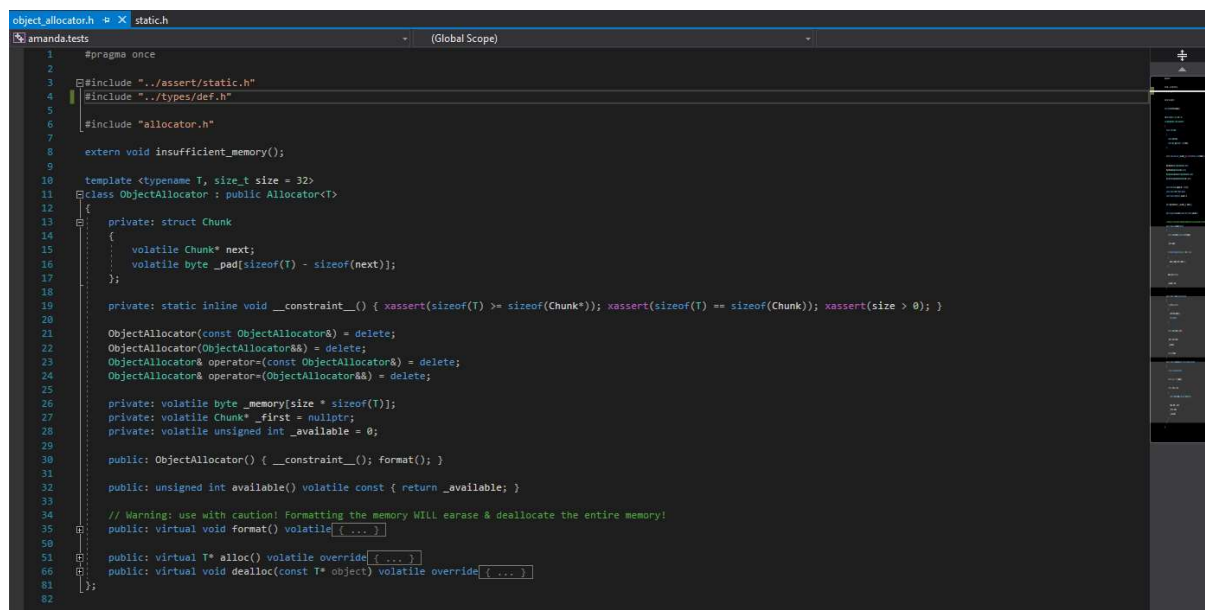 object_allocator.h static.h
amanda.tests (Global Scope)
1 #pragma once
2
3 #include "../assert/static.h"
4 #include "../types/def.h"
5
6 #include "allocator.h"
7
8 extern void insufficient_memory();
9
10 template <typename T, size_t size = 32>
11 class ObjectAllocator : public Allocator<T>
12 {
13 private: struct Chunk
14 {
15 volatile Chunk* next;
16 volatile byte _pad[sizeof(T) - sizeof(next)];
17 };
18
19 private: static inline void __constraint__() { xassert(sizeof(T) >= sizeof(Chunk*)); xassert(sizeof(T) == sizeof(Chunk)); xassert(size > 0); }
20
21 ObjectAllocator(const ObjectAllocator&) = delete;
22 ObjectAllocator(ObjectAllocator&&) = delete;
23 ObjectAllocator& operator=(const ObjectAllocator&) = delete;
24 ObjectAllocator& operator=(ObjectAllocator&&) = delete;
25
26 private: volatile byte _memory[size * sizeof(T)];
27 private: volatile Chunk* _first = nullptr;
28 private: volatile unsigned int _available = 0;
29
30 public: ObjectAllocator() { __constraint__(); format(); }
31
32 public: unsigned int available() volatile const { return _available; }
33
34 // Warning: use with caution! Formatting the memory WILL earase & deallocate the entire memory!
35 public: virtual void format() volatile { ... }
50
51 public: virtual T* alloc() volatile override { ... }
66 public: virtual void dealloc(const T* object) volatile override { ... }
81 };
82